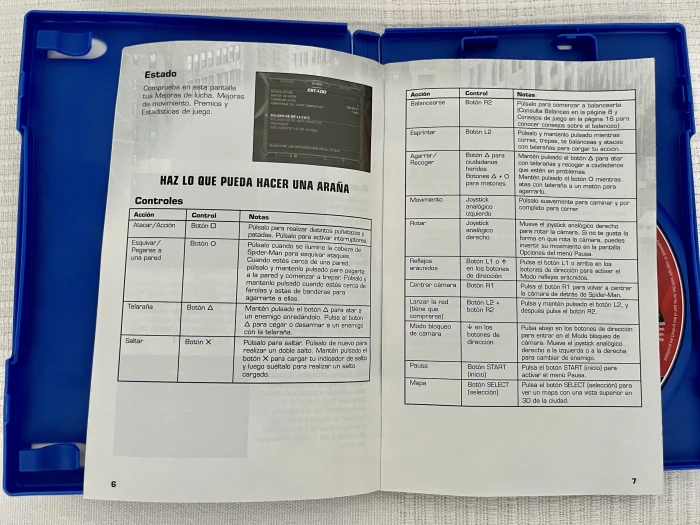 Estado
Comprueba en esta pantalla
tus Mejoras de lucha, Mejoras
de movimiento, Premios y
Estadísticas de juego.
ESTADO
HAZ LO QUE PUEDA HACER UNA ARAÑA
Controles
Acción Control Notas
Atacar/Acción Botón □ Púlsalo para realizar distintos puñetazos y
patadas. Púlsalo para activar interruptores.
Esquivar/ Botón O Púlsalo cuando se ilumine la cabeza de
Pegarse a Spider-Man para esquivar ataques.
una pared Cuando estés cerca de una pared,
púlsalo y mantenlo pulsado para pegarte
a la pared y comenzar a trepar. Púlsalo y
mantenlo pulsado cuando estés cerca de
farolas y astas de banderas para
agarrarte a ellas.
Telaraña Botón △ Mantén pulsado el botón △ para atar a
un enemigo enredándolo. Pulsa el botón
△ para cegar o desarmar a un enemigo
con la telaraña.
Saltar Botón X Púlsalo para saltar. Púlsalo de nuevo para
realizar un doble salto. Mantén pulsado el
botón X para cargar tu indicador de salto
y luego suéltalo para realizar un salto
cargado.
6
Acción Control Notas
Balancearse Botón R2 Púlsalo para comenzar a balancearte.
(Consulta Balanceo en la página 8 y
Consejos de juego en la página 16 para
conocer consejos sobre el balanceo)
Esprintar Botón L2 Púlsalo y mantenlo pulsado mientras
corres, trepas, te balanceas y atacas
con telarañas para cargar tu acción.
Agarrar/ Botón △ para Mantén pulsado el botón △ para atar
Recoger ciudadanos con telarañas y recoger a ciudadanos
heridos que estén en problemas.
Botones △ + O Mantén pulsado el botón O mientras
para matones atas con telarañas a un matón para
agarrarlo.
Movimiento Joystick Púlsalo suavemente para caminar y por
analógico completo para correr.
izquierdo
Rotar Joystick Mueve el joystick analógico derecho
analógico para rotar la cámara. Si no te gusta la
derecho forma en que rota la cámara, puedes
invertir su movimiento en la pantalla
Opciones del menú Pausa.
Reflejos Botón L1 o ↑ Pulsa el botón L1 o arriba en los
arácnidos en los botones botones de dirección para activar el
de dirección Modo reflejos arácnidos.
Centrar cámara Botón R1 Pulsa el botón R1 para volver a centrar
la cámara detrás de Spider-Man.
Lanzar la red Botón L2 + Pulsa y mantén pulsado el botón L2, y
(tiene que botón R2 después pulsa el botón R2.
comprarse)
Modo bloqueo ↓ en los Pulsa abajo en los botones de dirección
de cámara botones de para entrar en el Modo bloqueo de
dirección cámara. Mueve el joystick analógico
derecho a la izquierda o a la derecha
para cambiar de enemigo.
Pausa Botón START Pulsa el botón START (inicio) para
(inicio) activar el menú Pausa.
Mapa Botón SELECT Pulsa el botón SELECT (selección) para
(selección) ver un mapa con una vista superior en
3D de la ciudad.
7